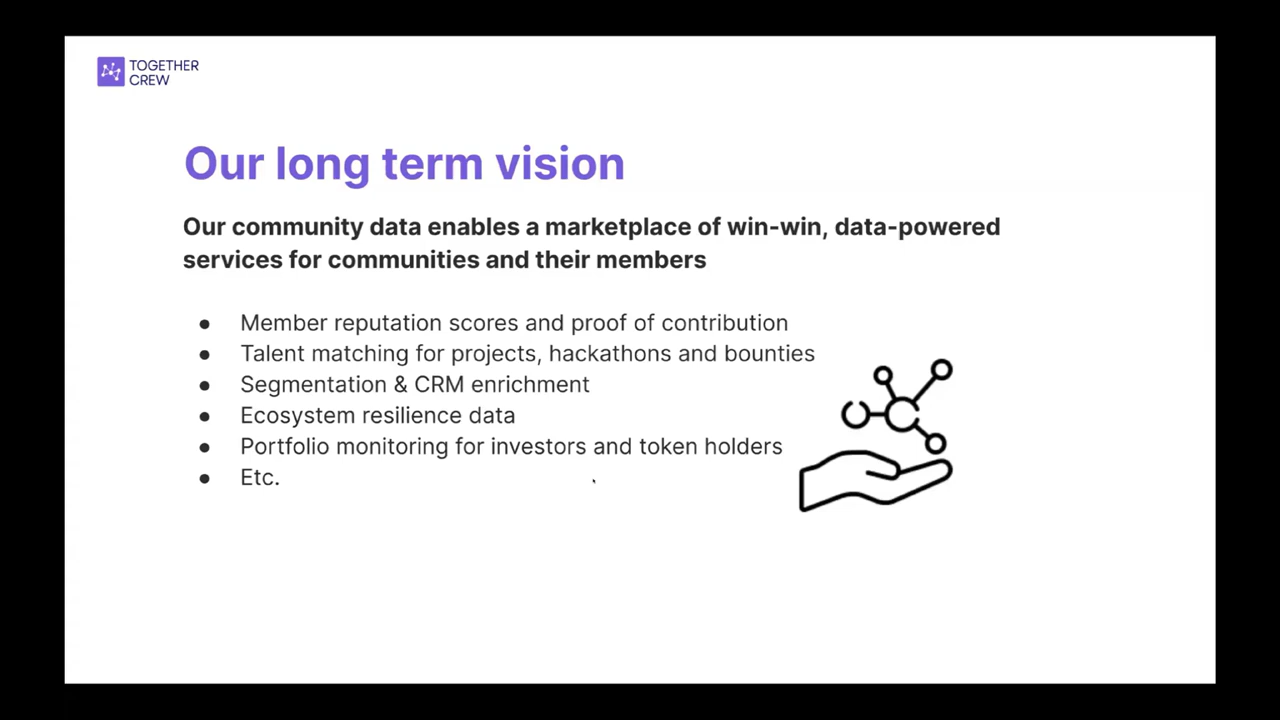 TOGETHER
CREW
Our long term vision
Our community data enables a marketplace of win-win, data-powered
services for communities and their members
● Member reputation scores and proof of contribution
● Talent matching for projects, hackathons and bounties
● Segmentation & CRM enrichment
● Ecosystem resilience data
● Portfolio monitoring for investors and token holders
● Etc.